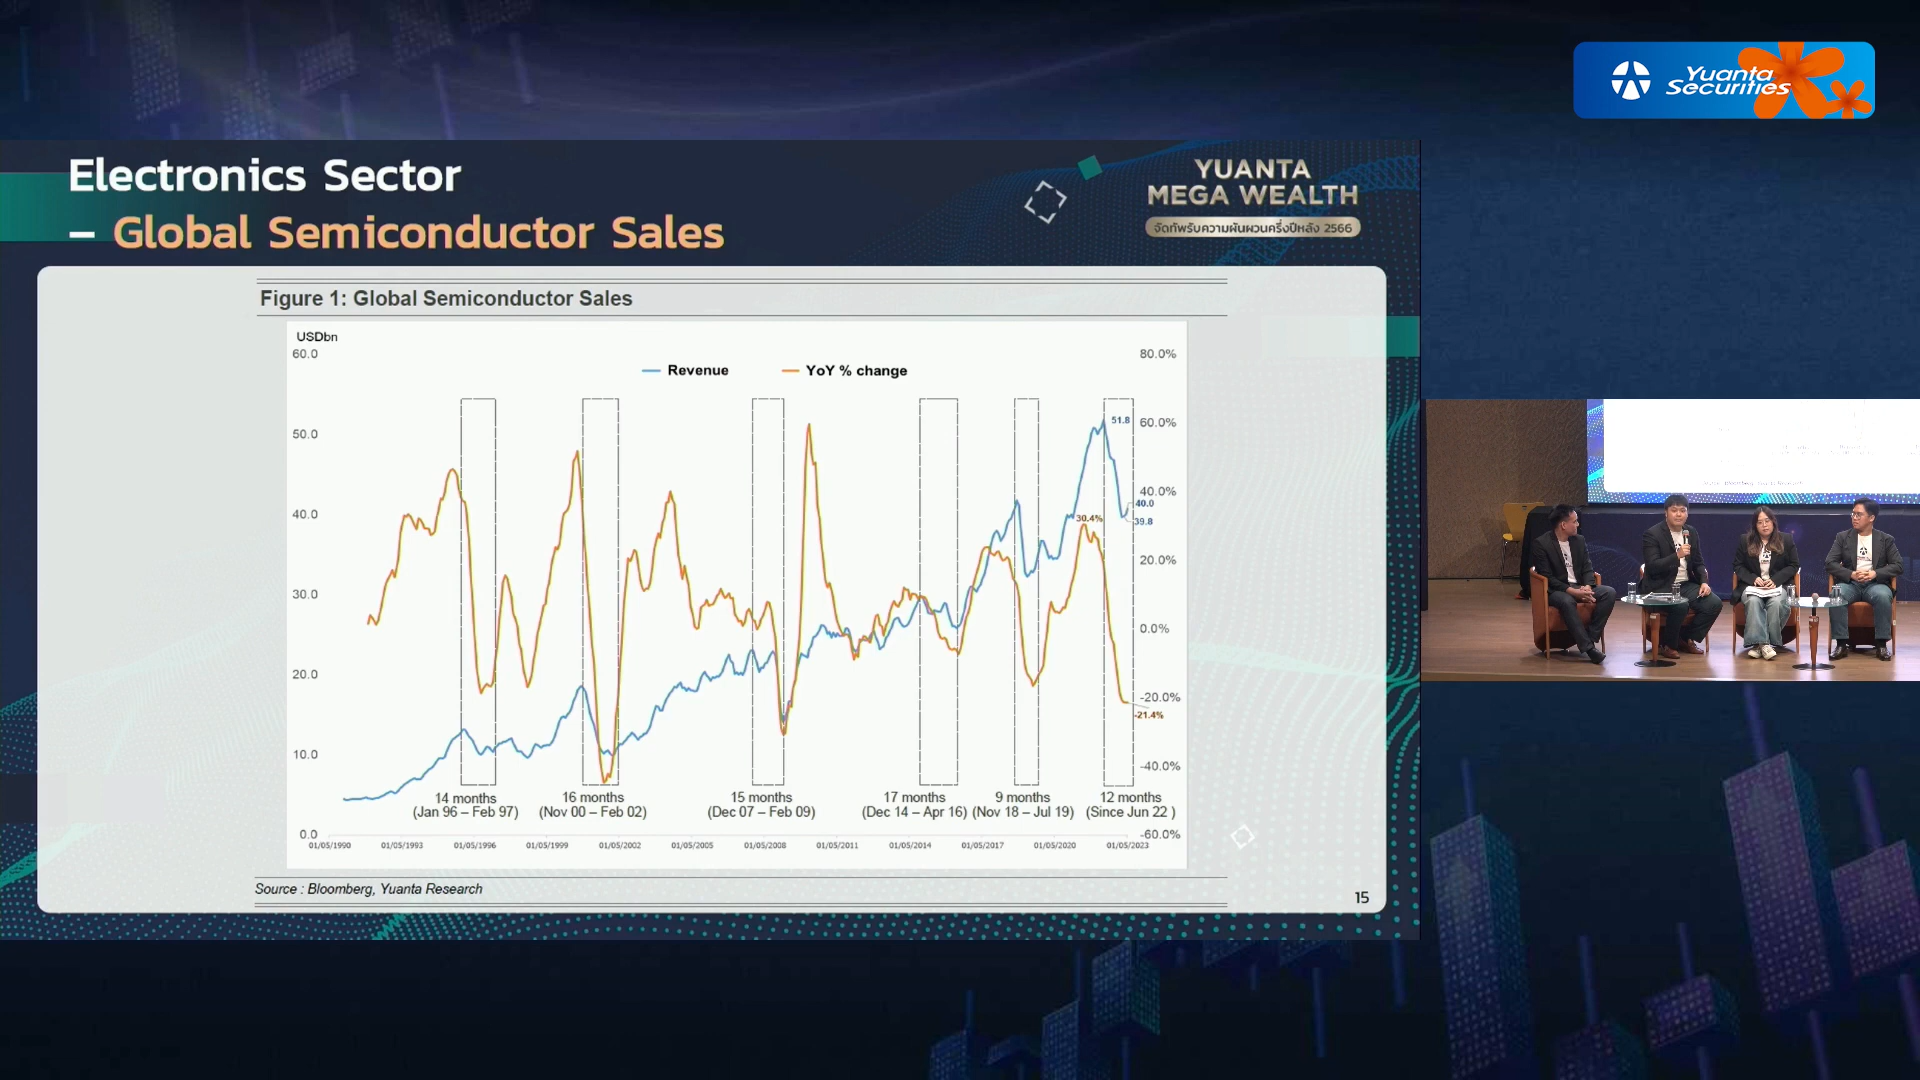 Yuanta
Securities
Electronics Sector
– Global Semiconductor Sales
YUANTA
MEGA WEALTH
จัดทัพรับความผันผวนครึ่งปีหลัง 2566
Figure 1: Global Semiconductor Sales
USDbn
60.0
50.0
40.0
30.0
20.0
10.0
0.0
Revenue
YoY % change
80.0%
60.0%
40.0%
20.0%
0.0%
-20.0%
-40.0%
-60.0%
51.8
40.0
39.8
30.4%
-21.4%
14 months
(Jan 96 – Feb 97)
16 months
(Nov 00 – Feb 02)
15 months
(Dec 07 – Feb 09)
17 months
(Dec 14 – Apr 16)
9 months
(Nov 18 – Jul 19)
12 months
(Since Jun 22 )
01/05/1990
01/05/1993
01/05/1996
01/05/1999
01/05/2002
01/05/2005
01/05/2008
01/05/2011
01/05/2014
01/05/2017
01/05/2020
01/05/2023
Source : Bloomberg, Yuanta Research
15